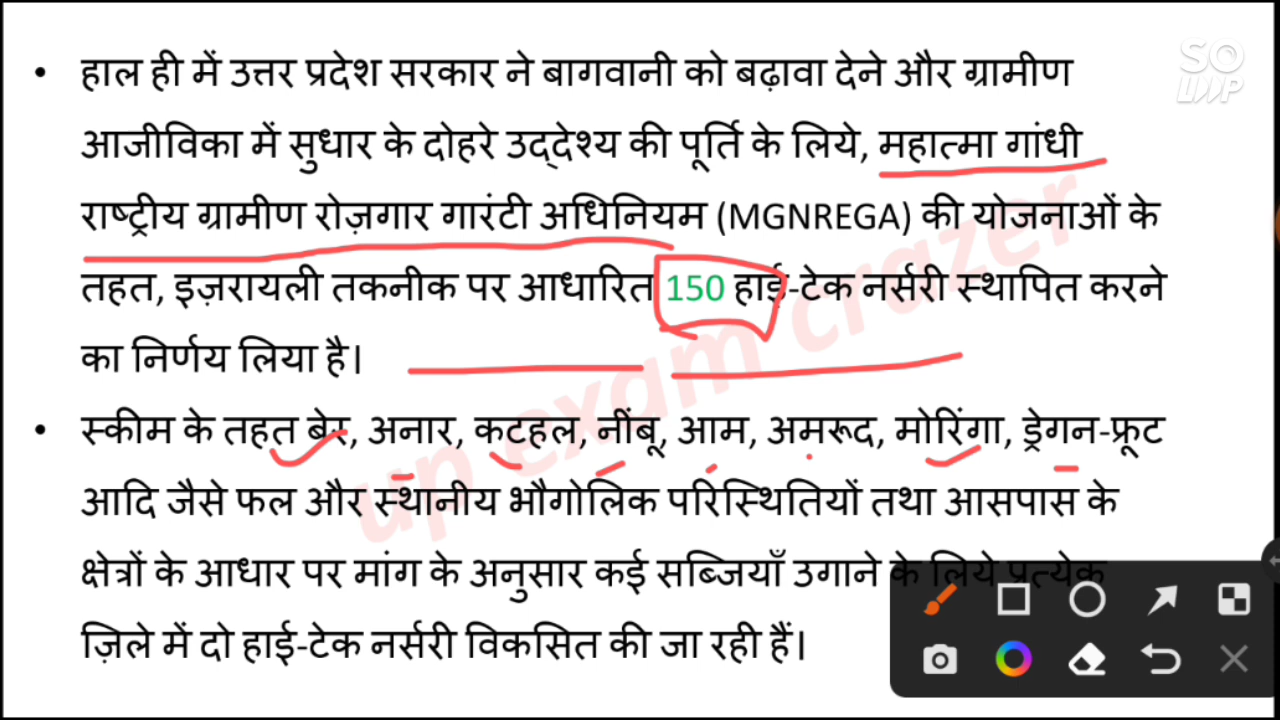 SO
LOOP
• हाल ही में उत्तर प्रदेश सरकार ने बागवानी को बढ़ावा देने और ग्रामीण
आजीविका में सुधार के दोहरे उद्देश्य की पूर्ति के लिये, महात्मा गांधी
राष्ट्रीय ग्रामीण रोज़गार गारंटी अधिनियम (MGNREGA) की योजनाओं के
तहत, इज़रायली तकनीक पर आधारित 150 हाई-टेक नर्सरी स्थापित करने
का निर्णय लिया है।
• स्कीम के तहत बेर, अनार, कटहल, नींबू, आम, अमरूद, मोरिंगा, ड्रेगन-फ्रूट
आदि जैसे फल और स्थानीय भौगोलिक परिस्थितियों तथा आसपास के
क्षेत्रों के आधार पर मांग के अनुसार कई सब्जियाँ उगाने के लिये प्रत्येक
ज़िले में दो हाई-टेक नर्सरी विकसित की जा रही हैं।
up exam crazer